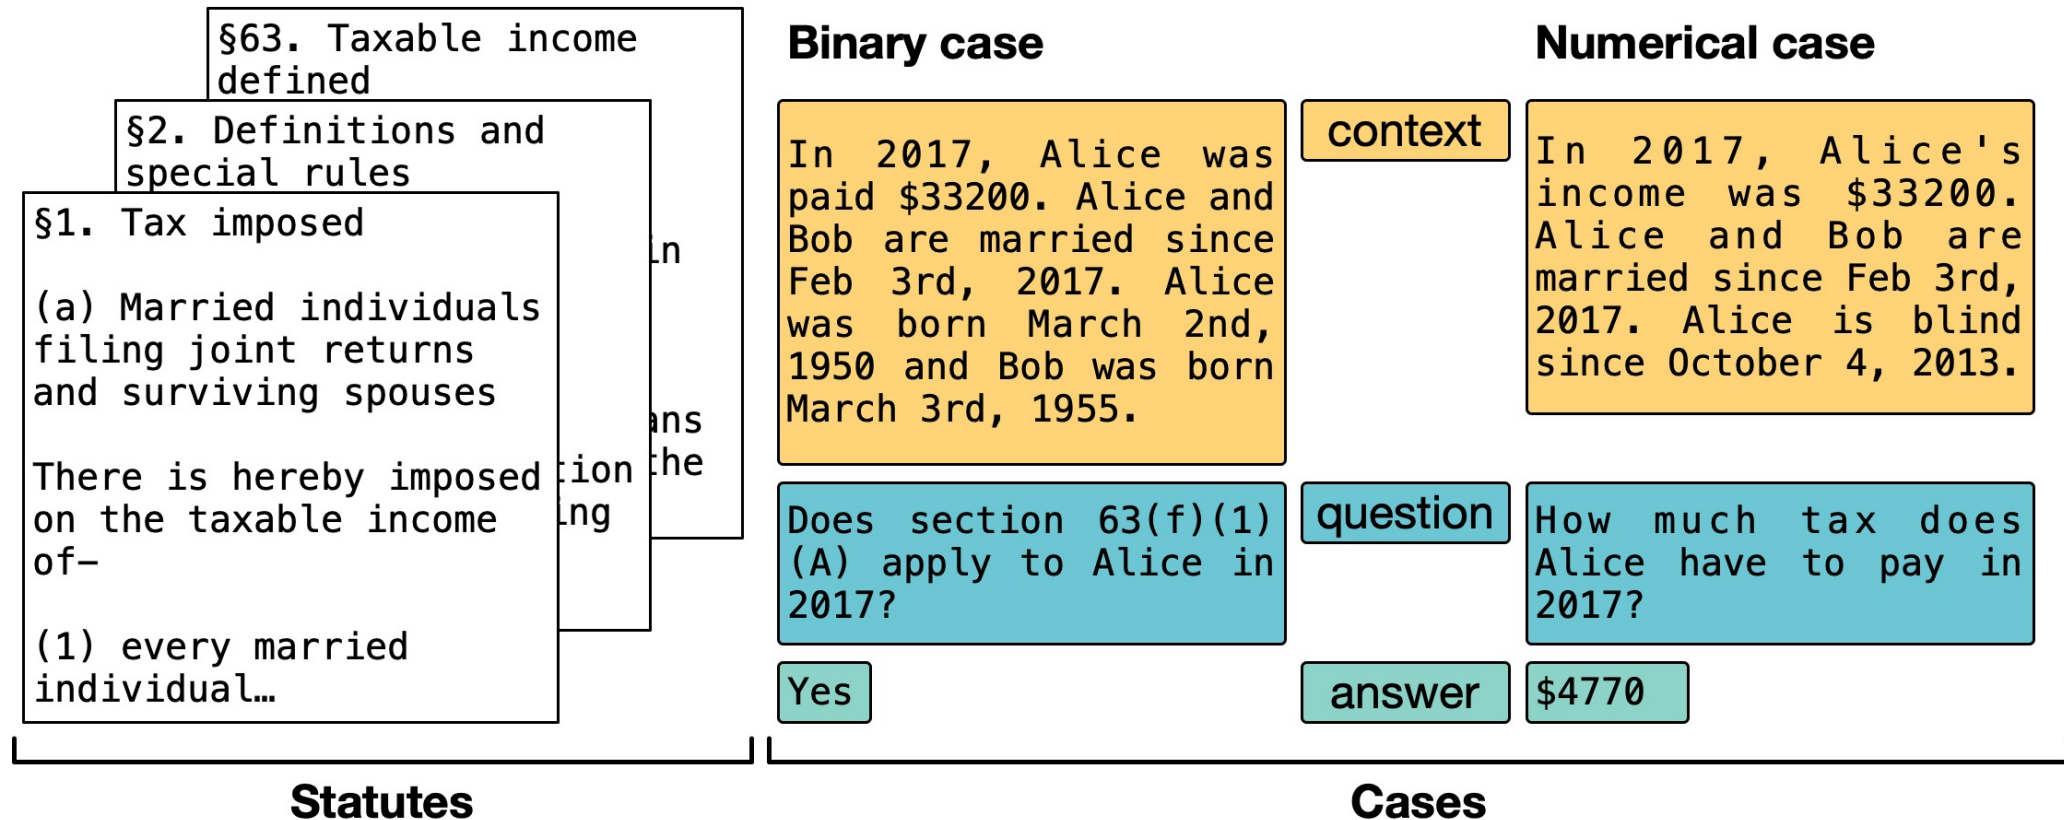 §63. Taxable income
defined
§2. Definitions and
special rules
§1. Tax imposed
(a) Married individuals
filing joint returns
and surviving spouses
There is hereby imposed
on the taxable income
of—
(1) every married
individual…
Statutes
Binary case
In 2017, Alice was
paid $33200. Alice and
Bob are married since
Feb 3rd, 2017. Alice
was born March 2nd,
1950 and Bob was born
March 3rd, 1955.
Does section 63(f)(1)
(A) apply to Alice in
2017?
Yes
context
question
answer
Numerical case
In 2017, Alice's
income was $33200.
Alice and Bob are
married since Feb 3rd,
2017. Alice is blind
since October 4, 2013.
How much tax does
Alice have to pay in
2017?
$4770
Cases